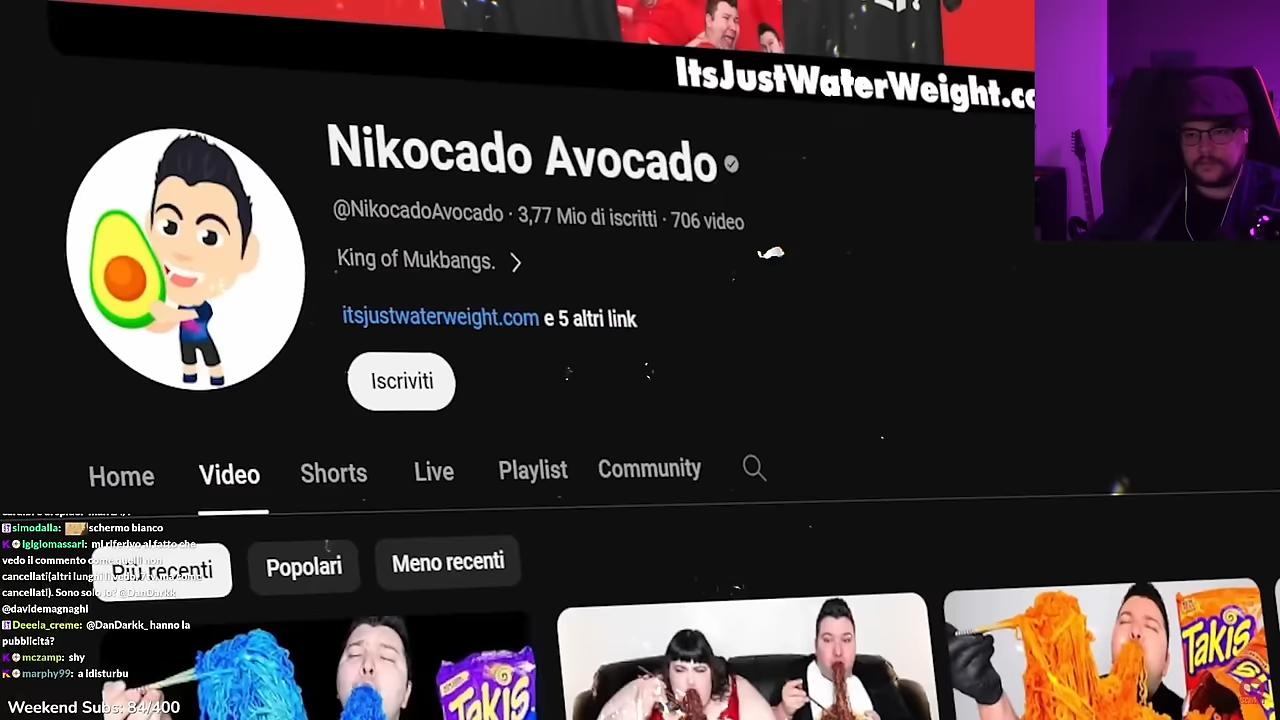 ItsJustWaterWeight.co
Nikocado Avocado
@NikocadoAvocado · 3,77 Mio di iscritti · 706 video
King of Mukbangs.
itsjustwaterweight.com e 5 altri link
Iscriviti
Home Video Shorts Live Playlist Community
Più recenti Popolari Meno recenti
simodalla: schermo bianco
igigiomassari: mi riferivo al fatto che
vedo il commento come quelli non
cancellati(altri lunghi li vedo
cancellati). Sono solo io? @DanDarkk
@davidemagnaghi
Deeela_creme: @DanDarkk_ hanno la
pubblicità?
mczamp: shy
marphy99: a ldisturbu
Weekend Subs: 84/400
TAKIS
TAKIS